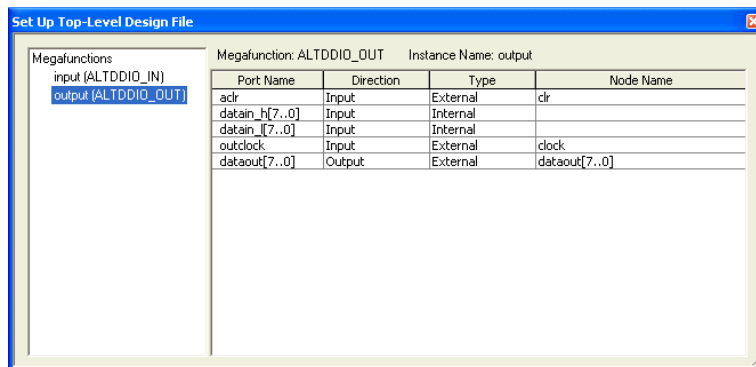 Set Up Top-Level Design File
Megafunctions
input (ALTDDIO_IN)
output (ALTDDIO_OUT)
Megafunction: ALTDDIO_OUT Instance Name: output
Port Name Direction Type Node Name
aclr Input External clr
datain_h[7..0] Input Internal
datain_l[7..0] Input Internal
outclock Input External clock
dataout[7..0] Output External dataout[7..0]